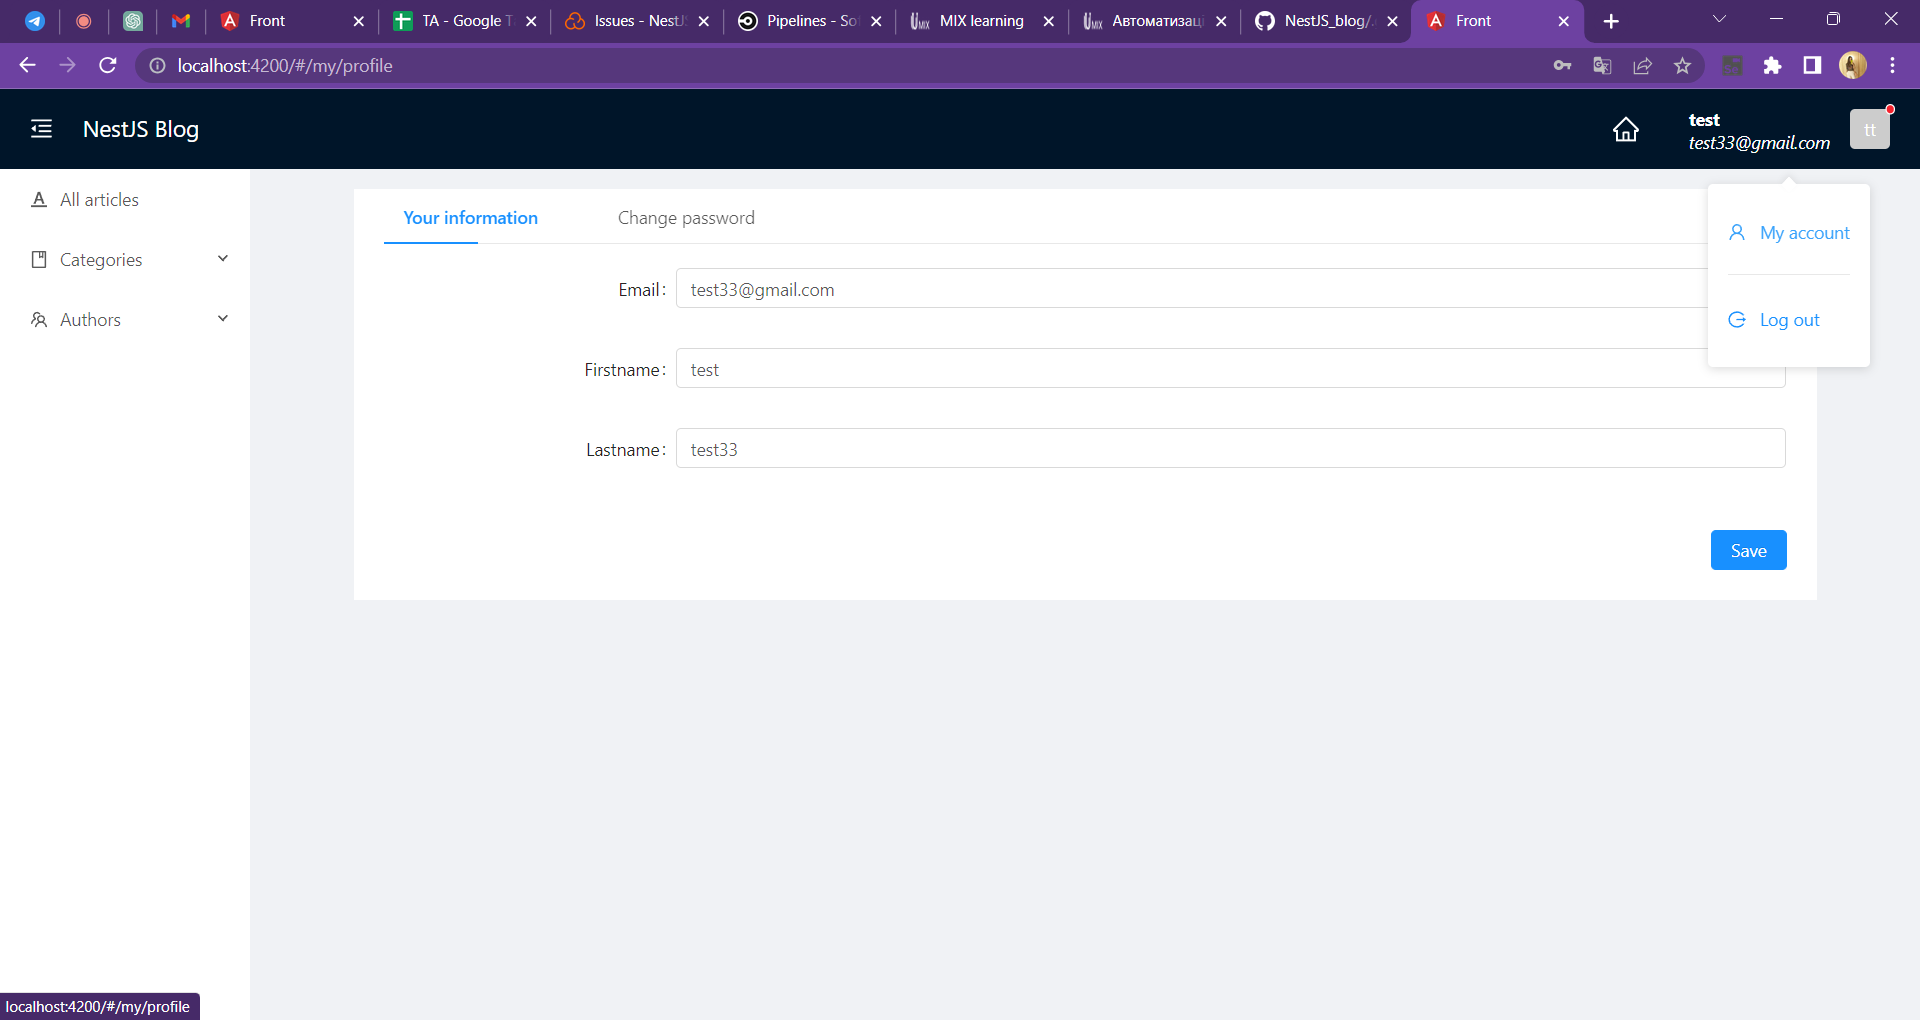 Front
TA - Google T
Issues - NestJS
Pipelines - So
MIX learning
Автоматизац
NestJS_blog/.
Front
localhost:4200/#/my/profile
NestJS Blog
test
test33@gmail.com
tt
All articles
Categories
Authors
Your information
Change password
My account
Log out
Email:
test33@gmail.com
Firstname:
test
Lastname:
test33
Save
localhost:4200/#/my/profile